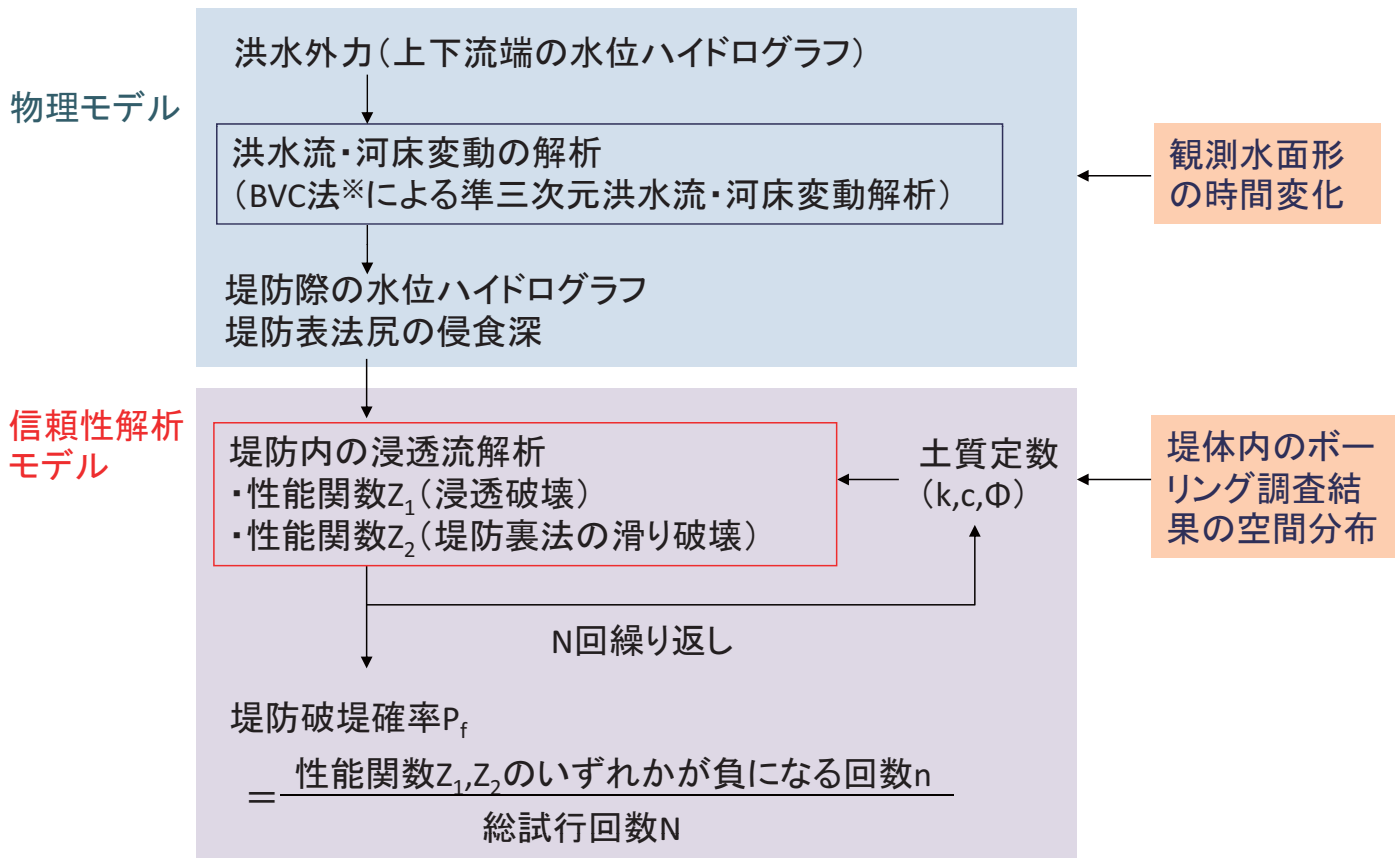 洪水外力(上下流端の水位ハイドログラフ)
物理モデル
洪水流・河床変動の解析
(BVC法※による準三次元洪水流・河床変動解析)
観測水面形
の時間変化
堤防際の水位ハイドログラフ
堤防表法尻の侵食深
信頼性解析
モデル
堤防内の浸透流解析
・性能関数Z1(浸透破壊)
・性能関数Z2(堤防裏法の滑り破壊)
土質定数
(k,c,Φ)
堤体内のボー
リング調査結
果の空間分布
N回繰り返し
堤防破堤確率Pf
=
性能関数Z1,Z2のいずれかが負になる回数n
総試行回数N